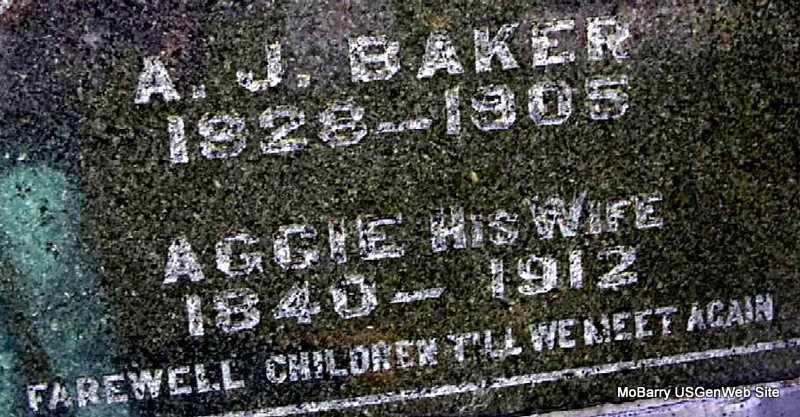 A. J. BAKER
1828–1905
AGGIE HIS WIFE
1840–1912
FAREWELL CHILDREN TILL WE MEET AGAIN
MoBarry USGenWeb Site